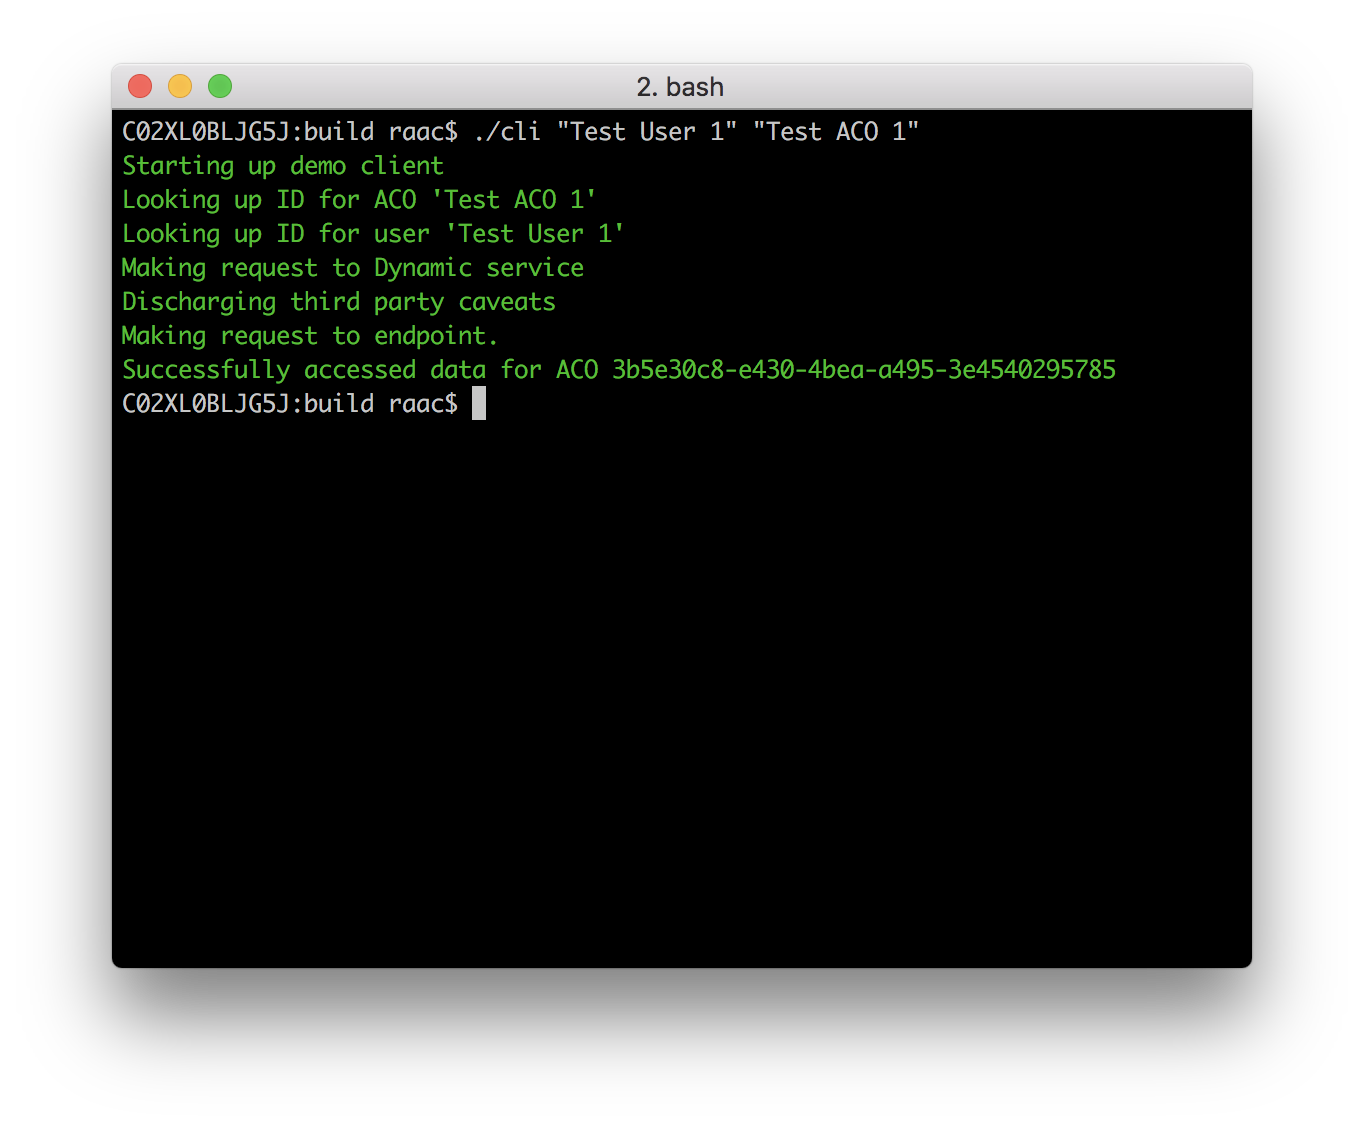 2. bash
C02XL0BLJG5J:build raac$ ./cli "Test User 1" "Test ACO 1"
Starting up demo client
Looking up ID for ACO 'Test ACO 1'
Looking up ID for user 'Test User 1'
Making request to Dynamic service
Discharging third party caveats
Making request to endpoint.
Successfully accessed data for ACO 3b5e30c8-e430-4bea-a495-3e4540295785
C02XL0BLJG5J:build raac$